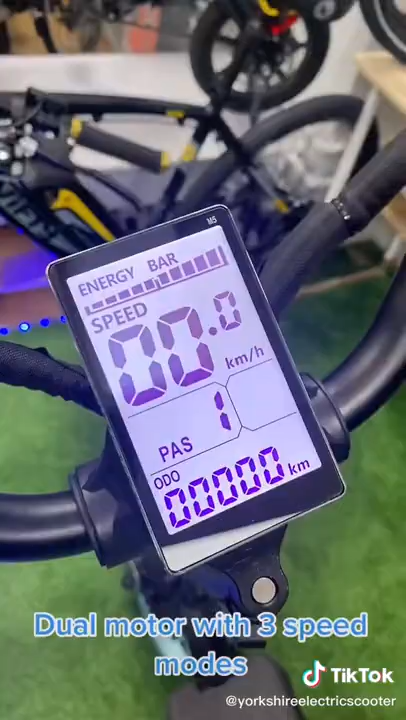 M5
ENERGY BAR
SPEED
00.0
km/h
1
PAS
ODO
00000 km
Dual motor with 3 speed
modes
TikTok
@yorkshireelectricscooter